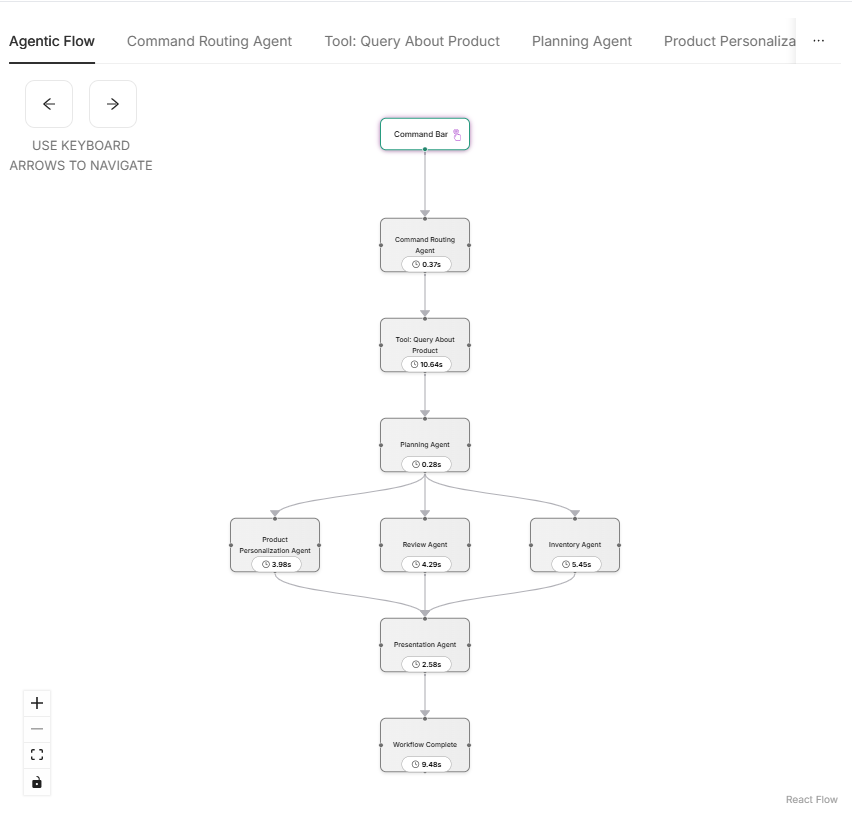 Agentic Flow
Command Routing Agent
Tool: Query About Product
Planning Agent
Product Personaliza
...
USE KEYBOARD
ARROWS TO NAVIGATE
Command Bar
Command Routing
Agent
0.37s
Tool: Query About
Product
10.64s
Planning Agent
0.28s
Product
Personalization Agent
3.98s
Review Agent
4.29s
Inventory Agent
5.45s
Presentation Agent
2.58s
Workflow Complete
9.48s
React Flow